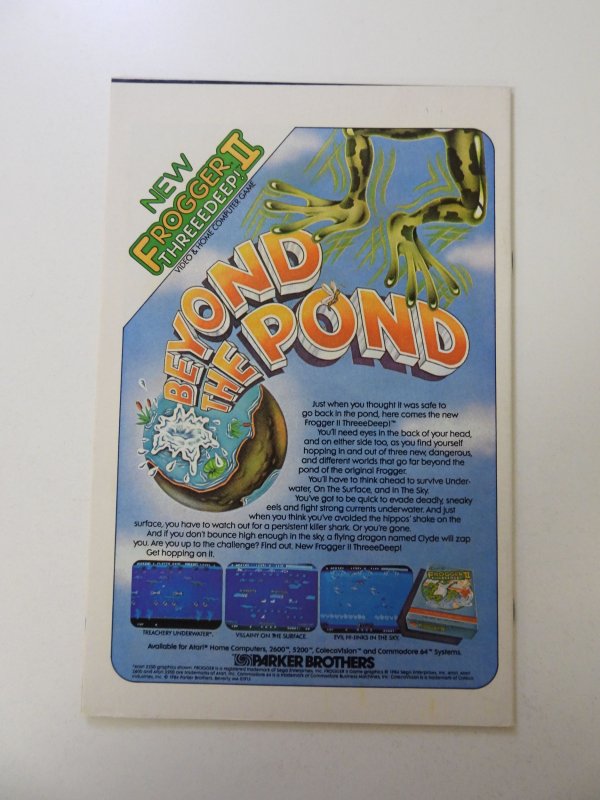 NEW
FROGGER II
THREEEDEEP!
VIDEO & HOME COMPUTER GAME
BEYOND
THE POND
Just when you thought it was safe to
go back in the pond, here comes the new
Frogger II ThreeeDeep!™
You'll need eyes in the back of your head,
and on either side too, as you find yourself
hopping in and out of three new, dangerous,
and different worlds that go far beyond the
pond of the original Frogger.
You'll have to think ahead to survive Under-
water, On The Surface, and In The Sky.
You've got to be quick to evade deadly, sneaky
eels and fight strong currents underwater. And just
when you think you've avoided the hippos' shake on the
surface, you have to watch out for a persistent killer shark. Or you're gone.
And if you don't bounce high enough in the sky, a flying dragon named Clyde will zap
you. Are you up to the challenge? Find out. New Frogger II ThreeeDeep!
Get hopping on it.
FROGGER II
TREACHERY UNDERWATER*.
VILLAINY ON THE SURFACE.
EVIL HI-JINKS IN THE SKY.
Available for Atari® Home Computers, 2600™, 5200™, ColecoVision™ and Commodore 64™ Systems.
PARKER BROTHERS